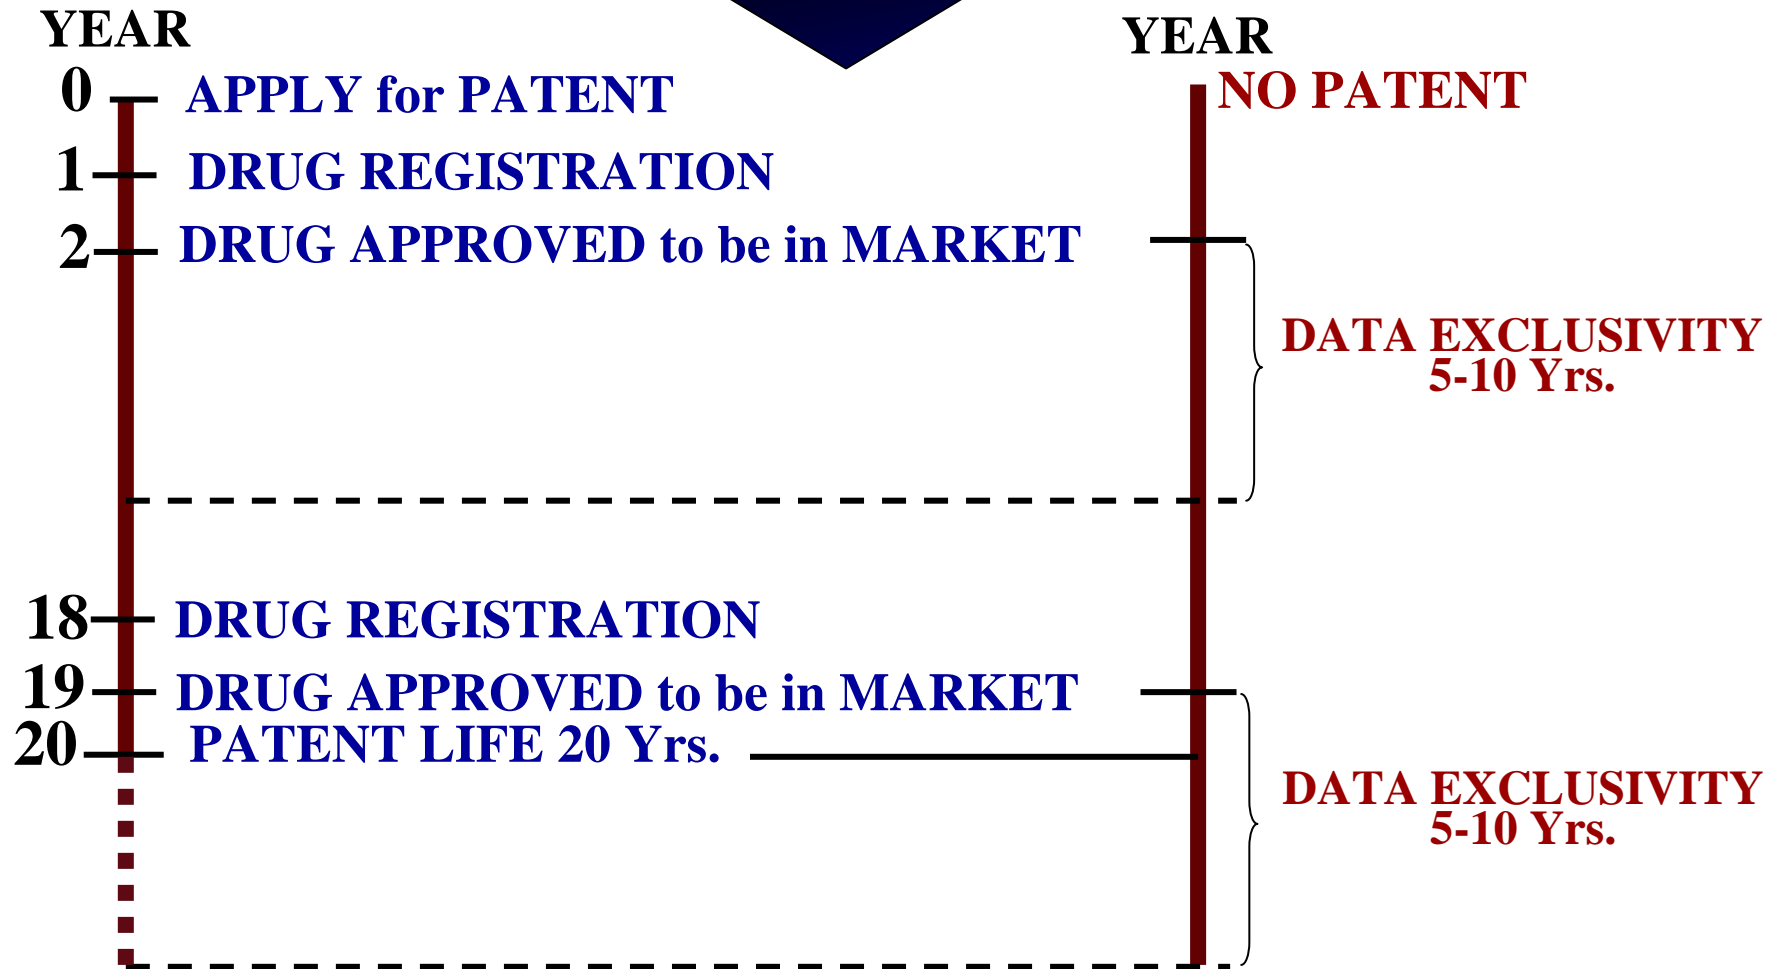 YEAR
0 APPLY for PATENT
1 DRUG REGISTRATION
2 DRUG APPROVED to be in MARKET
18 DRUG REGISTRATION
19 DRUG APPROVED to be in MARKET
20 PATENT LIFE 20 Yrs.
YEAR
NO PATENT
DATA EXCLUSIVITY
5-10 Yrs.
DATA EXCLUSIVITY
5-10 Yrs.